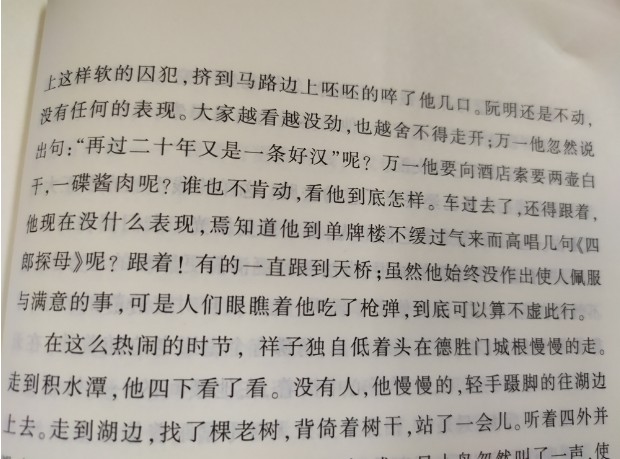 上这样软的囚犯，挤到马路边上呸呸的啐了他几口。阮明还是不动，
没有任何的表现。大家越看越没劲，也越舍不得走开；万一他忽然说
出句：“再过二十年又是一条好汉”呢？万一他要向酒店索要两壶白
干，一碟酱肉呢？谁也不肯动，看他到底怎样。车过去了，还得跟着，
他现在没什么表现，焉知道他到单牌楼不缓过气来而高唱几句《四
郎探母》呢？跟着！有的一直跟到天桥；虽然他始终没作出使人佩服
与满意的事，可是人们眼瞧着他吃了枪弹，到底可以算不虚此行。
在这么热闹的时节，祥子独自低着头在德胜门城根慢慢的走。
走到积水潭，他四下看了看。没有人，他慢慢的，轻手蹑脚的往湖边
上去。走到湖边，找了棵老树，背倚着树干，站了一会儿。听着四外并
忽然叫了一声，使